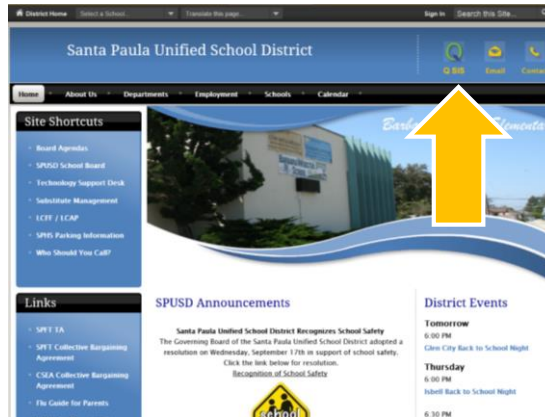 District Home Select a School... Translate this page... Sign In Search this Site...
Santa Paula Unified School District
Q SIS Email Contact
Home About Us Departments Employment Schools Calendar
Site Shortcuts
Board Agendas
SPUSD School Board
Technology Support Desk
Substitute Management
LCFF / LCAP
SPHS Parking Information
Who Should You Call?
Links
SPFT TA
SPFT Collective Bargaining
Agreement
CSEA Collective Bargaining
Agreement
Flu Guide for Parents
SPUSD Announcements
Santa Paula Unified School District Recognizes School Safety
The Governing Board of the Santa Paula Unified School District adopted a
resolution on Wednesday, September 17th in support of school safety.
Click the link below for resolution.
Recognition of School Safety
school
District Events
Tomorrow
6:00 PM
Glen City Back to School Night
Thursday
6:00 PM
Isbell Back to School Night
6:30 PM